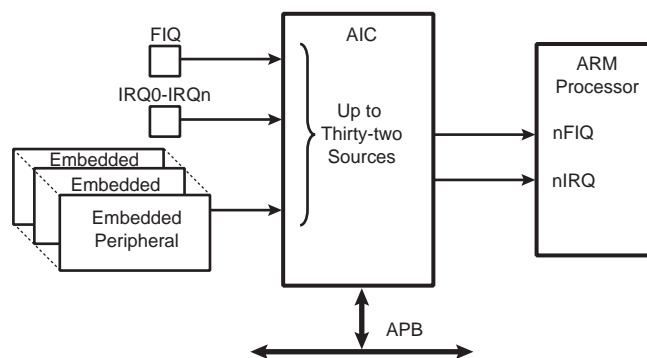 FIQ
IRQ0-IRQn
Embedded
Embedded
Embedded
Peripheral
AIC
Up to
Thirty-two
Sources
ARM
Processor
nFIQ
nIRQ
APB